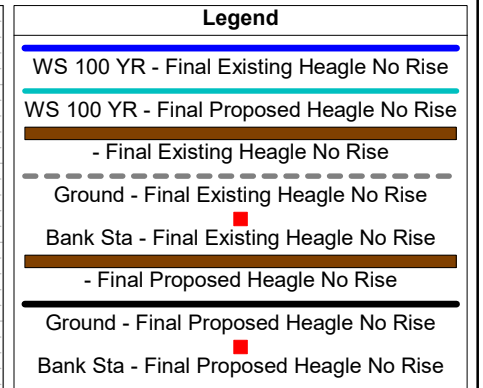 Legend
WS 100 YR - Final Existing Heagle No Rise
WS 100 YR - Final Proposed Heagle No Rise
- Final Existing Heagle No Rise
Ground - Final Existing Heagle No Rise
Bank Sta - Final Existing Heagle No Rise
- Final Proposed Heagle No Rise
Ground - Final Proposed Heagle No Rise
Bank Sta - Final Proposed Heagle No Rise